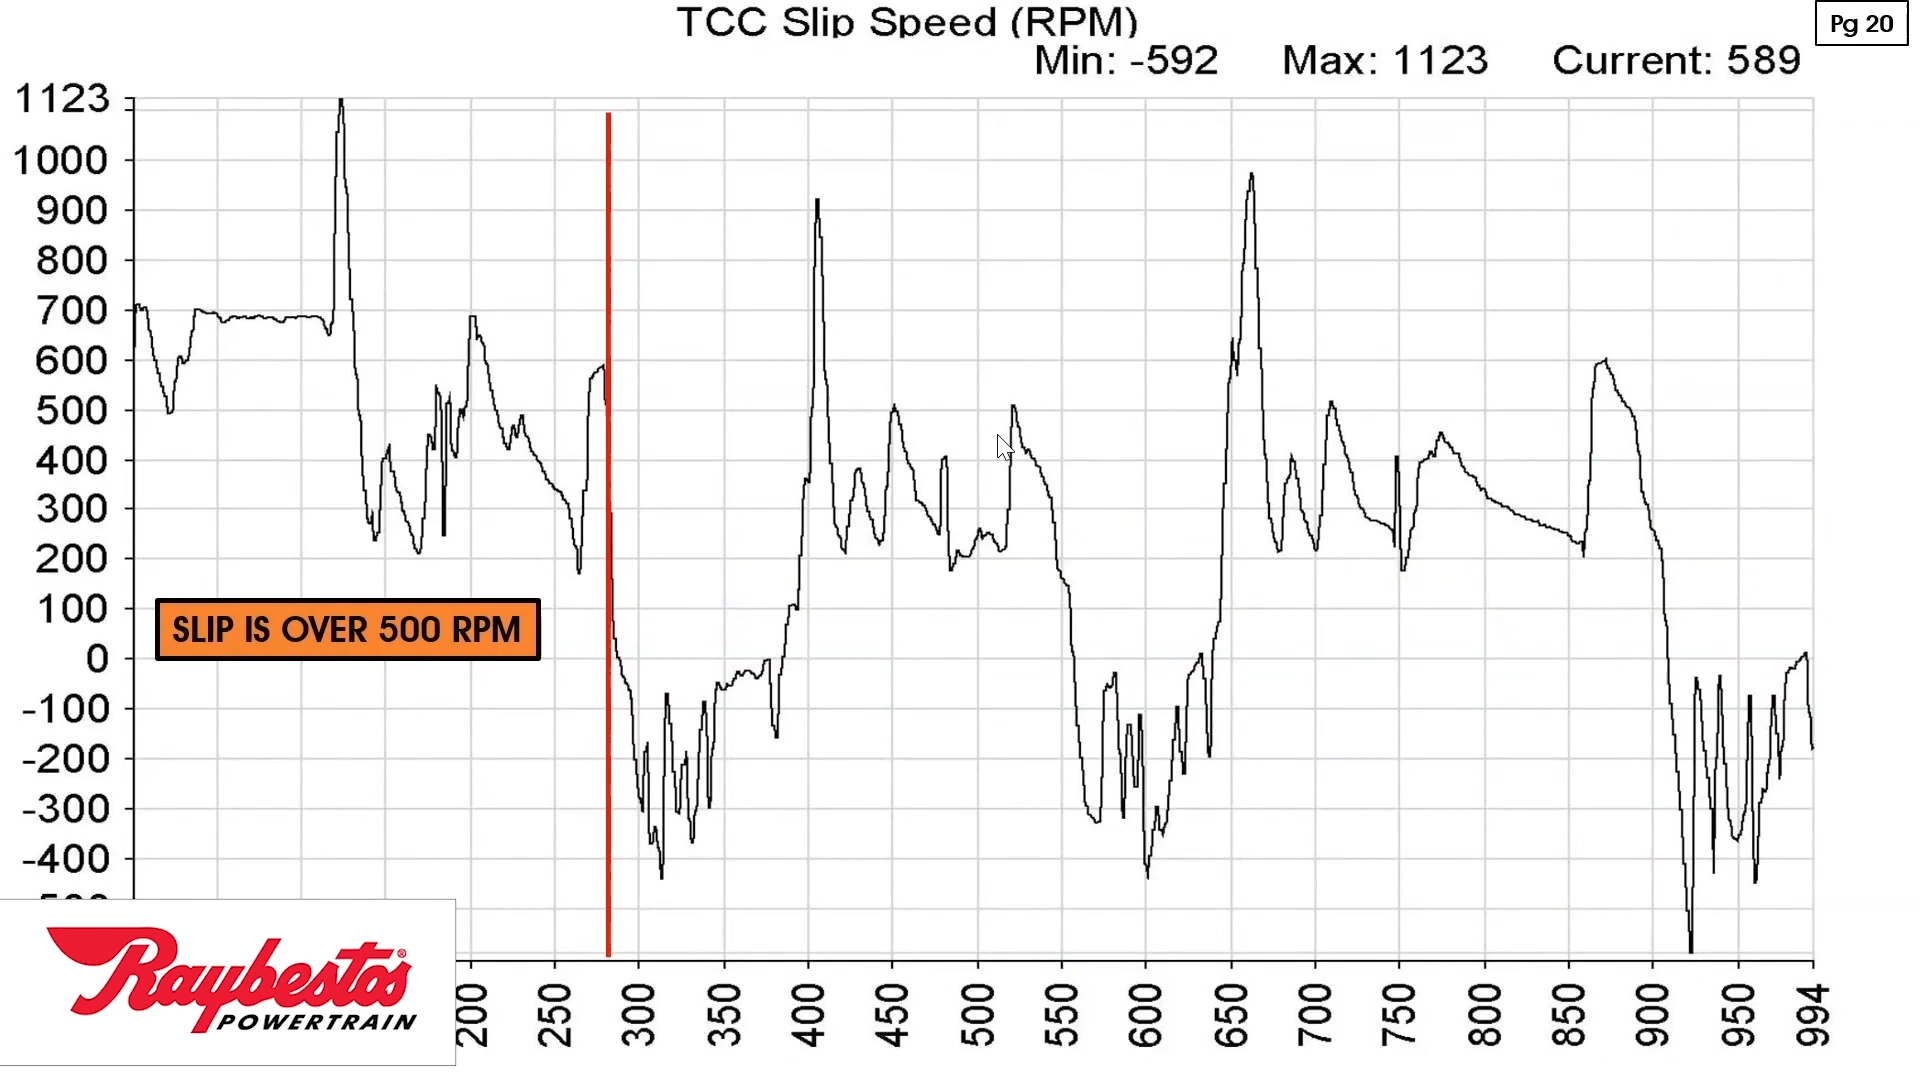 TCC Slip Speed (RPM)
Pg 20
Min: -592 Max: 1123 Current: 589
1123
1000
900
800
700
600
500
400
300
200
100
0
-100
-200
-300
-400
SLIP IS OVER 500 RPM
Raybestos®
POWERTRAIN
200 250 300 350 400 450 500 550 600 650 700 750 800 850 900 950 994